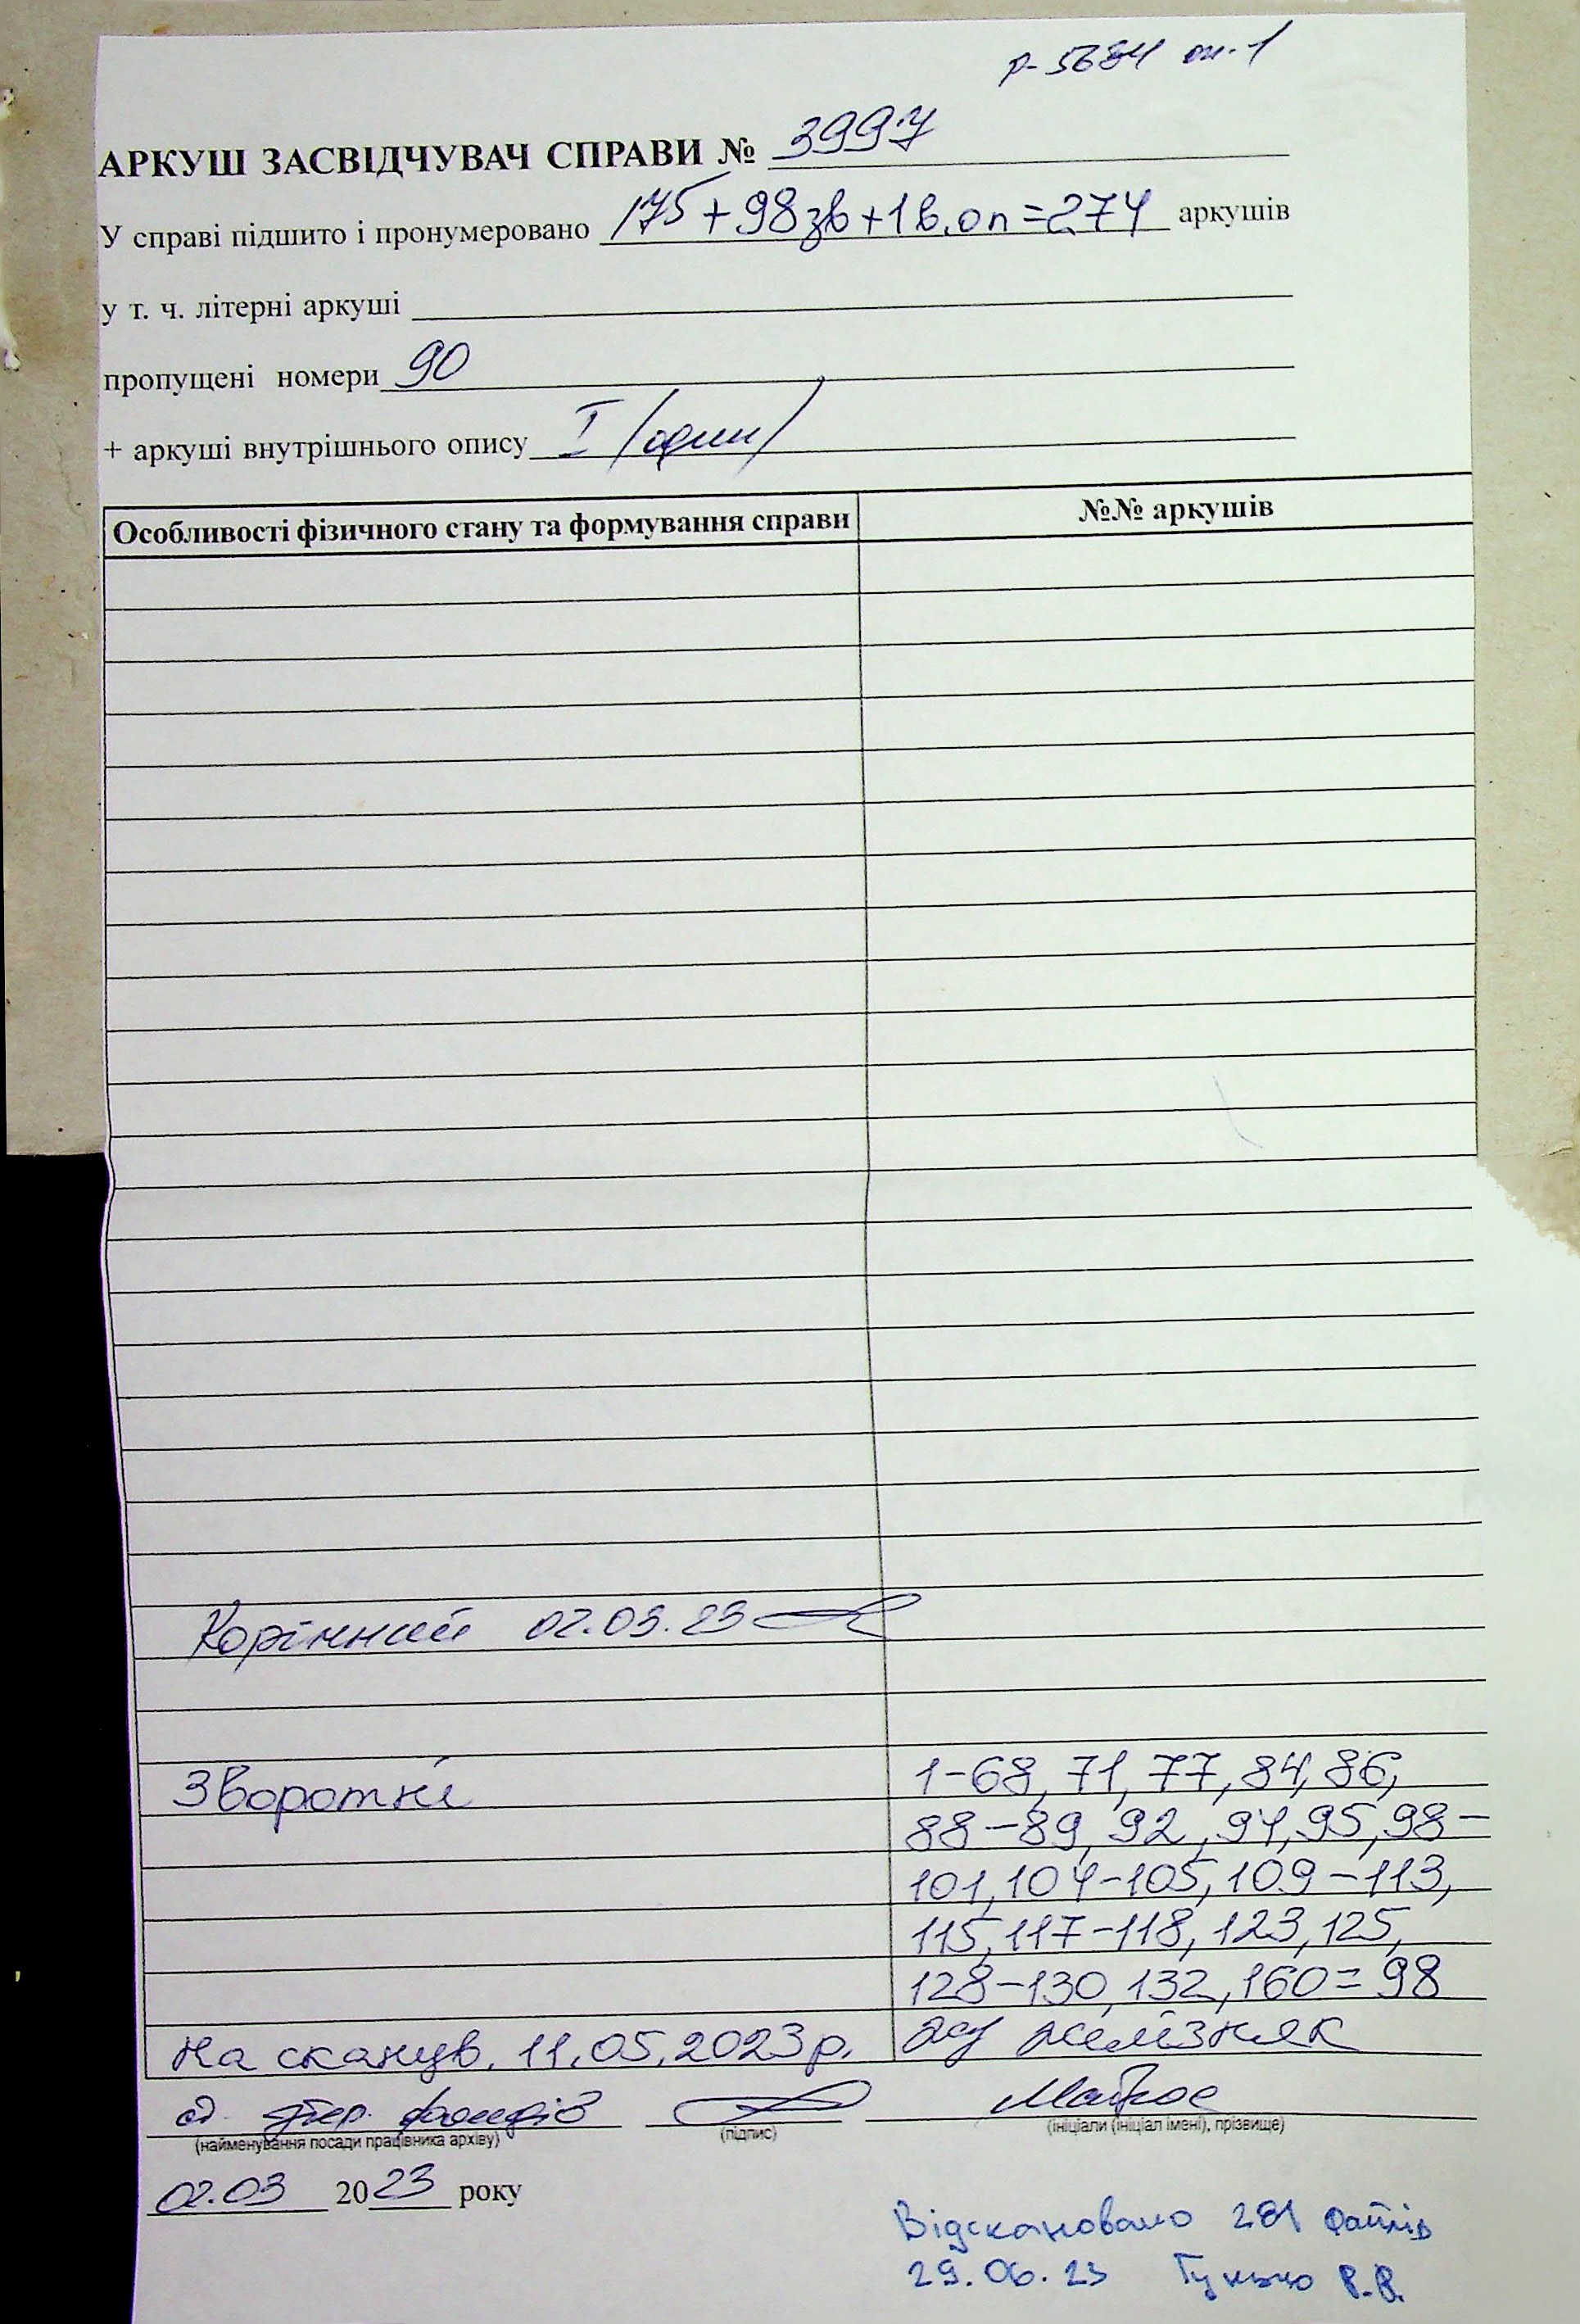 Р-5684 оп.1
АРКУШ ЗАСВІДЧУВАЧ СПРАВИ № 3997
У справі підшито і пронумеровано 175+98зв+1в.оп=274 аркушів
у т. ч. літерні аркуші
пропущені номери 90
+ аркуші внутрішнього опису I /один/
Особливості фізичного стану та формування справи №№ аркушів
Корінний 02.03.23
Зворотні 1-68, 71, 77, 84, 86,
88-89, 92, 94, 95, 98-
101, 104-105, 109-113,
115, 117-118, 123, 125,
128-130, 132, 160=98
На сканув. 11.05.2023р. Желізняк
фондів
(найменування посади працівника архіву) (підпис) (ініціали (ініціал імені), прізвище)
02.03 2023 року
Відскановано 281 файлів
29.06.23 В.В.